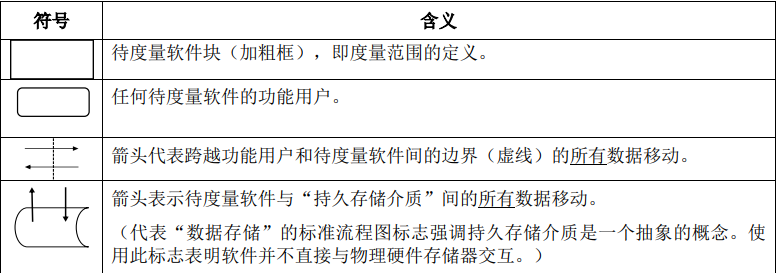 符号 含义
待度量软件块（加粗框），即度量范围的定义。
任何待度量软件的功能用户。
箭头代表跨越功能用户和待度量软件间的边界（虚线）的所有数据移动。
箭头表示待度量软件与“持久存储介质”间的所有数据移动。
（代表“数据存储”的标准流程图标志强调持久存储介质是一个抽象的概念。使
用此标志表明软件并不直接与物理硬件存储器交互。）